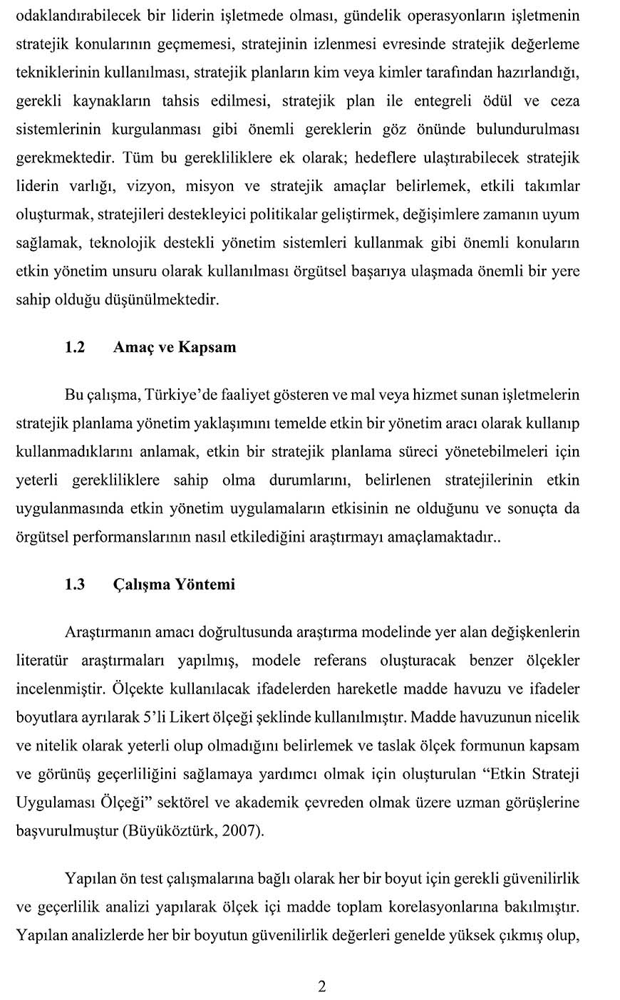 odaklandırabilecek bir liderin işletmede olması, gündelik operasyonların işletmenin
stratejik konularının geçmemesi, stratejinin izlenmesi evresinde stratejik değerleme
tekniklerinin kullanılması, stratejik planların kim veya kimler tarafından hazırlandığı,
gerekli kaynakların tahsis edilmesi, stratejik plan ile entegreli ödül ve ceza
sistemlerinin kurgulanması gibi önemli gereklerin göz önünde bulundurulması
gerekmektedir. Tüm bu gerekliliklere ek olarak; hedeflere ulaştırabilecek stratejik
liderin varlığı, vizyon, misyon ve stratejik amaçlar belirlemek, etkili takımlar
oluşturmak, stratejileri destekleyici politikalar geliştirmek, değişimlere zamanın uyum
sağlamak, teknolojik destekli yönetim sistemleri kullanmak gibi önemli konuların
etkin yönetim unsuru olarak kullanılması örgütsel başarıya ulaşmada önemli bir yere
sahip olduğu düşünülmektedir.
1.2 Amaç ve Kapsam
Bu çalışma, Türkiye’de faaliyet gösteren ve mal veya hizmet sunan işletmelerin
stratejik planlama yönetim yaklaşımını temelde etkin bir yönetim aracı olarak kullanıp
kullanmadıklarını anlamak, etkin bir stratejik planlama süreci yönetebilmeleri için
yeterli gerekliliklere sahip olma durumlarını, belirlenen stratejilerinin etkin
uygulanmasında etkin yönetim uygulamaların etkisinin ne olduğunu ve sonuçta da
örgütsel performanslarının nasıl etkilediğini araştırmayı amaçlamaktadır..
1.3 Çalışma Yöntemi
Araştırmanın amacı doğrultusunda araştırma modelinde yer alan değişkenlerin
literatür araştırmaları yapılmış, modele referans oluşturacak benzer ölçekler
incelenmiştir. Ölçekte kullanılacak ifadelerden hareketle madde havuzu ve ifadeler
boyutlara ayrılarak 5’li Likert ölçeği şeklinde kullanılmıştır. Madde havuzunun nicelik
ve nitelik olarak yeterli olup olmadığını belirlemek ve taslak ölçek formunun kapsam
ve görünüş geçerliliğini sağlamaya yardımcı olmak için oluşturulan “Etkin Strateji
Uygulaması Ölçeği” sektörel ve akademik çevreden olmak üzere uzman görüşlerine
başvurulmuştur (Büyüköztürk, 2007).
Yapılan ön test çalışmalarına bağlı olarak her bir boyut için gerekli güvenilirlik
ve geçerlilik analizi yapılarak ölçek içi madde toplam korelasyonlarına bakılmıştır.
Yapılan analizlerde her bir boyutun güvenilirlik değerleri genelde yüksek çıkmış olup,
2